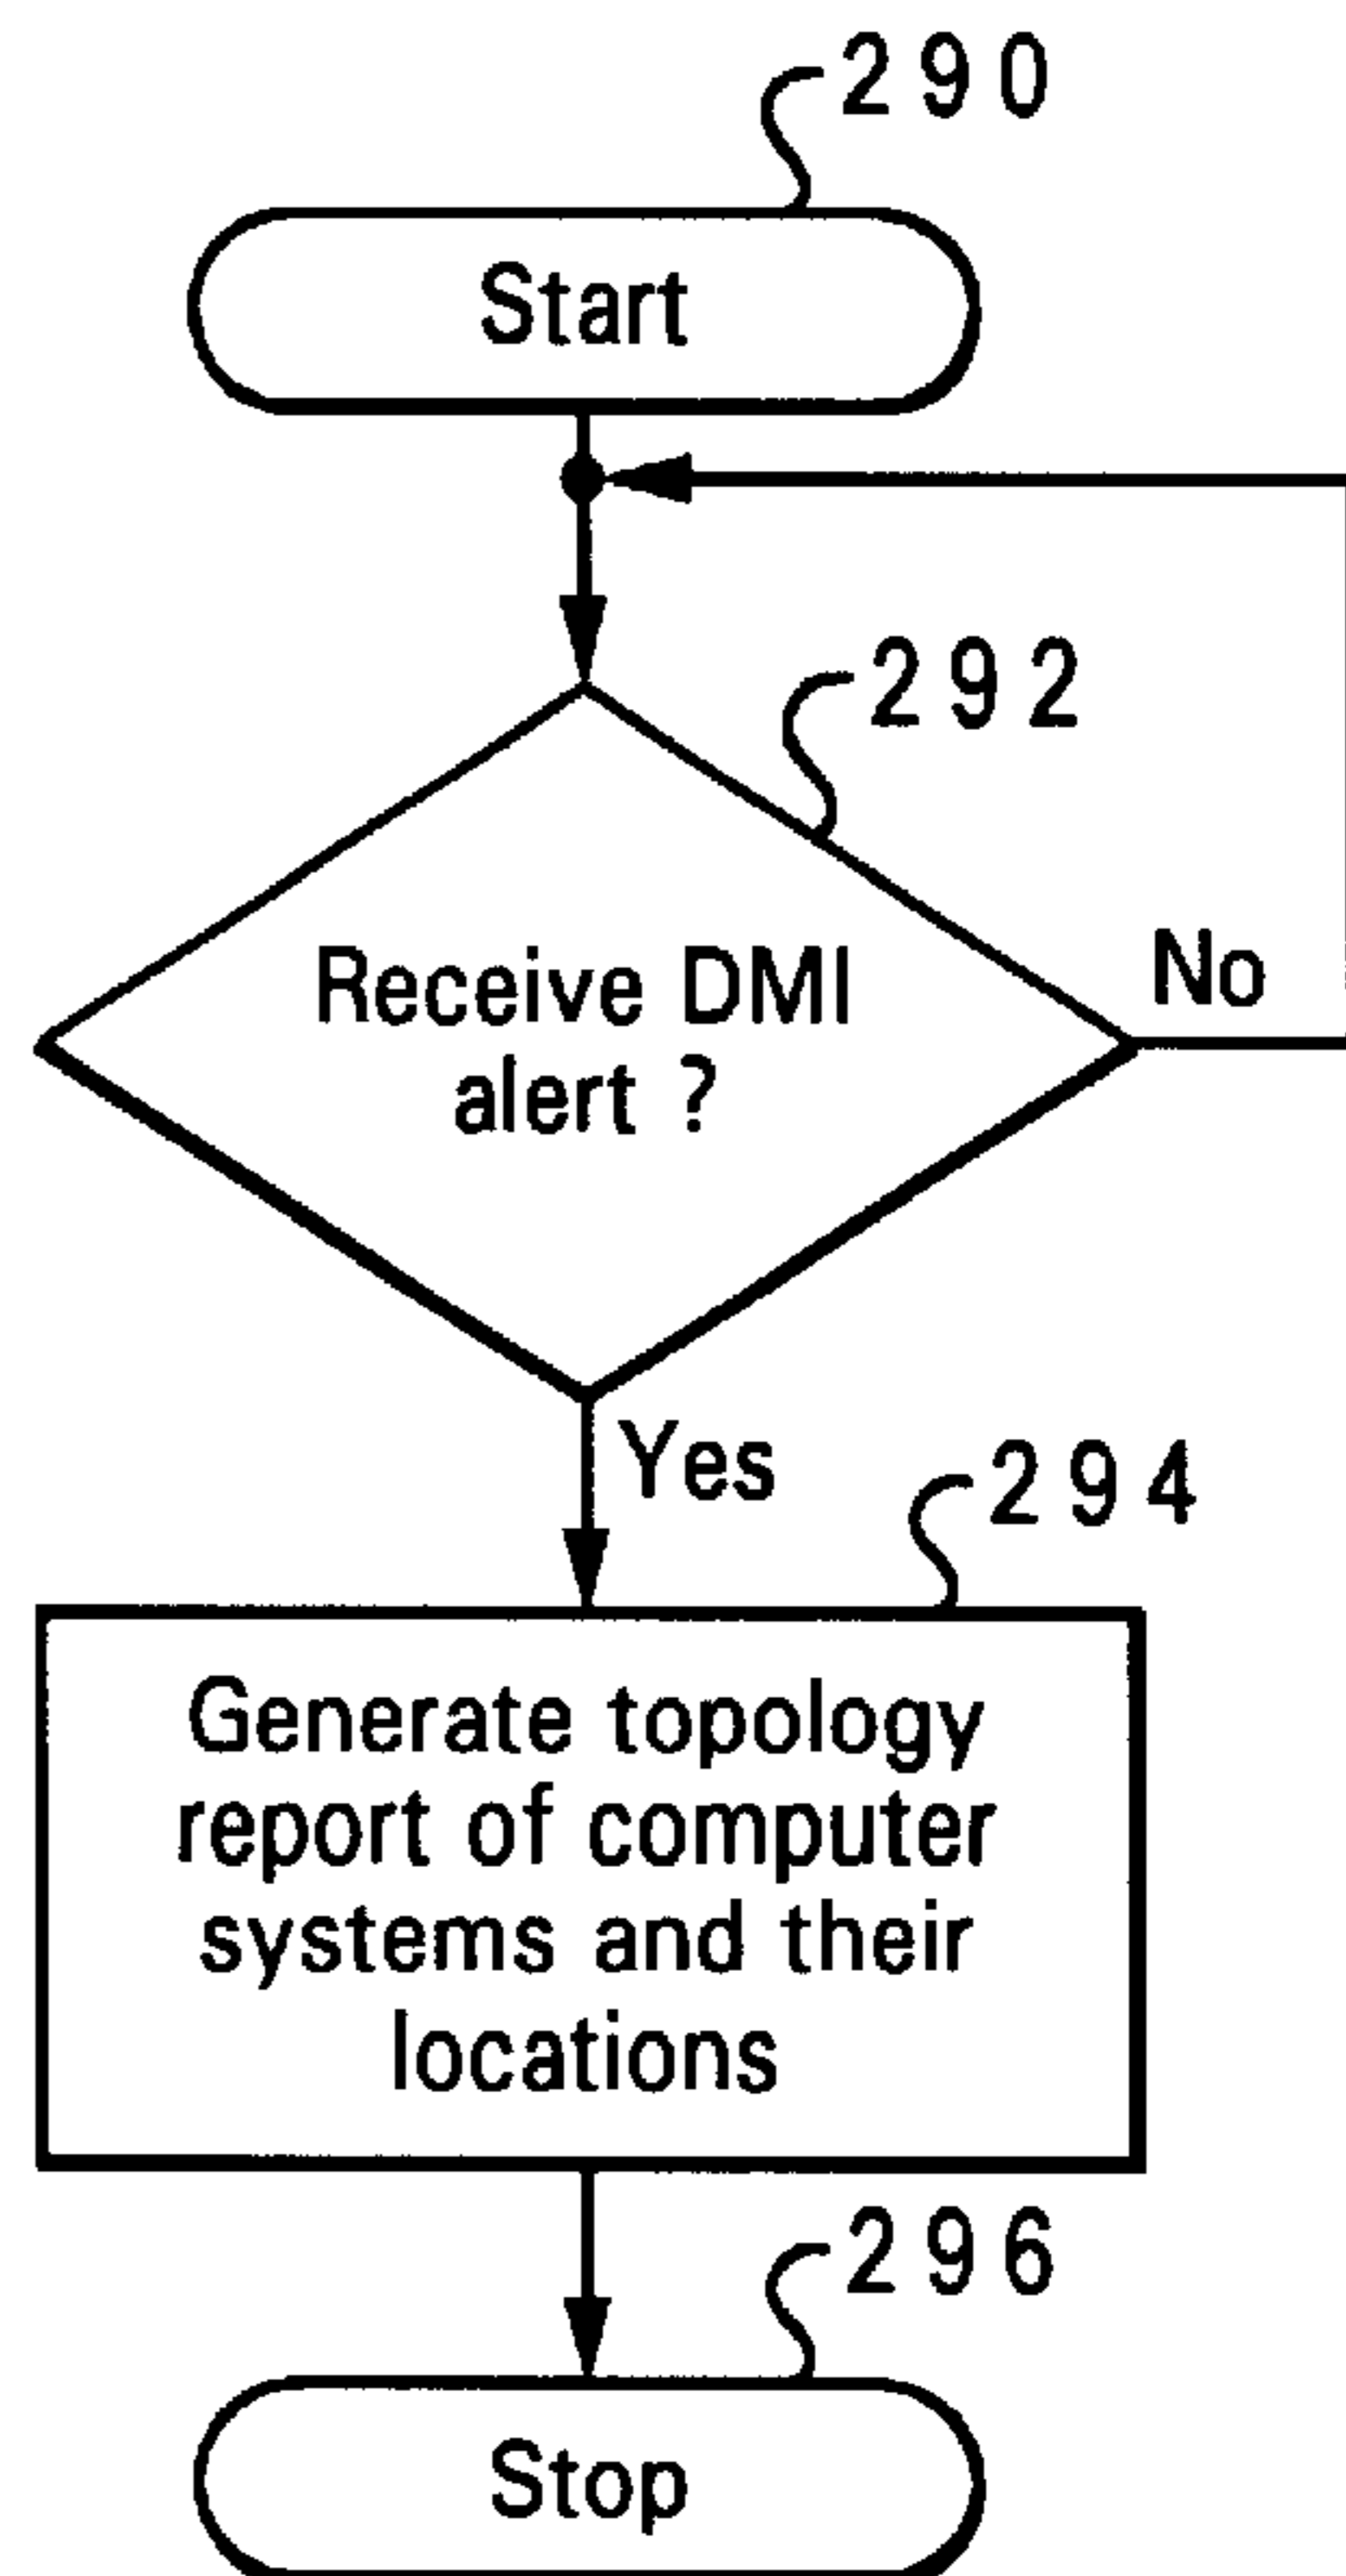 290
Start
292
Receive DMI
alert ?
No
Yes
294
Generate topology
report of computer
systems and their
locations
296
Stop